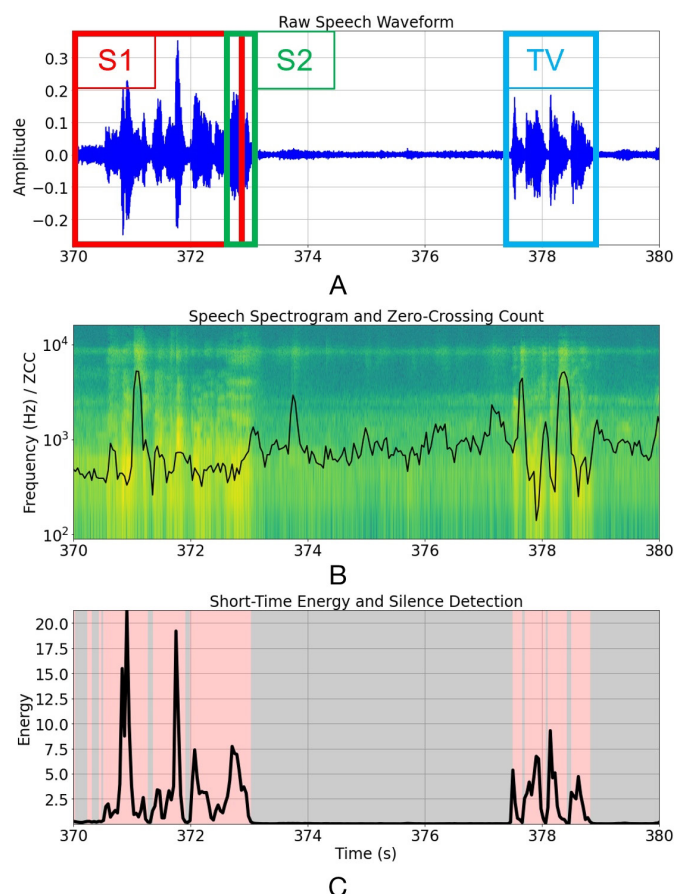 Raw Speech Waveform
S1
S2
TV
Amplitude
0.3
0.2
0.1
0.0
−0.1
−0.2
370 372 374 376 378 380
A
Speech Spectrogram and Zero-Crossing Count
Frequency (Hz) / ZCC
10^4
10^3
10^2
370 372 374 376 378 380
B
Short-Time Energy and Silence Detection
Energy
20.0
17.5
15.0
12.5
10.0
7.5
5.0
2.5
370 372 374 376 378 380
Time (s)
C